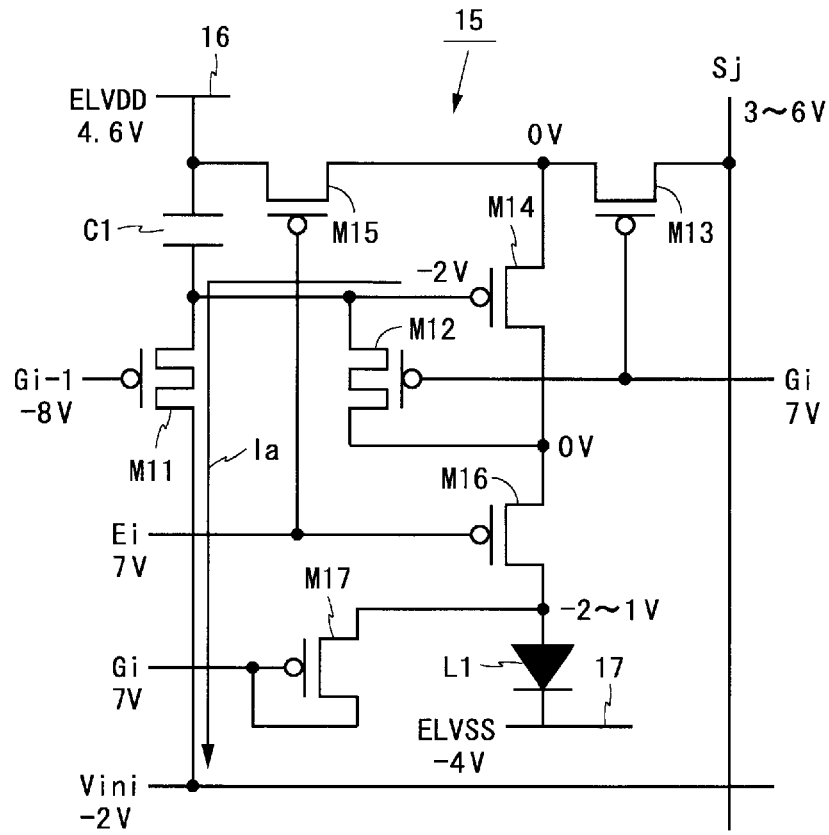 16
15
Sj
ELVDD
4.6V
3～6V
0V
M14
C1
M15
M13
-2V
M12
Gi-1
-8V
Gi
7V
M11
Ia
0V
M16
Ei
7V
M17
-2～1V
Gi
7V
L1
17
ELVSS
-4V
Vini
-2V